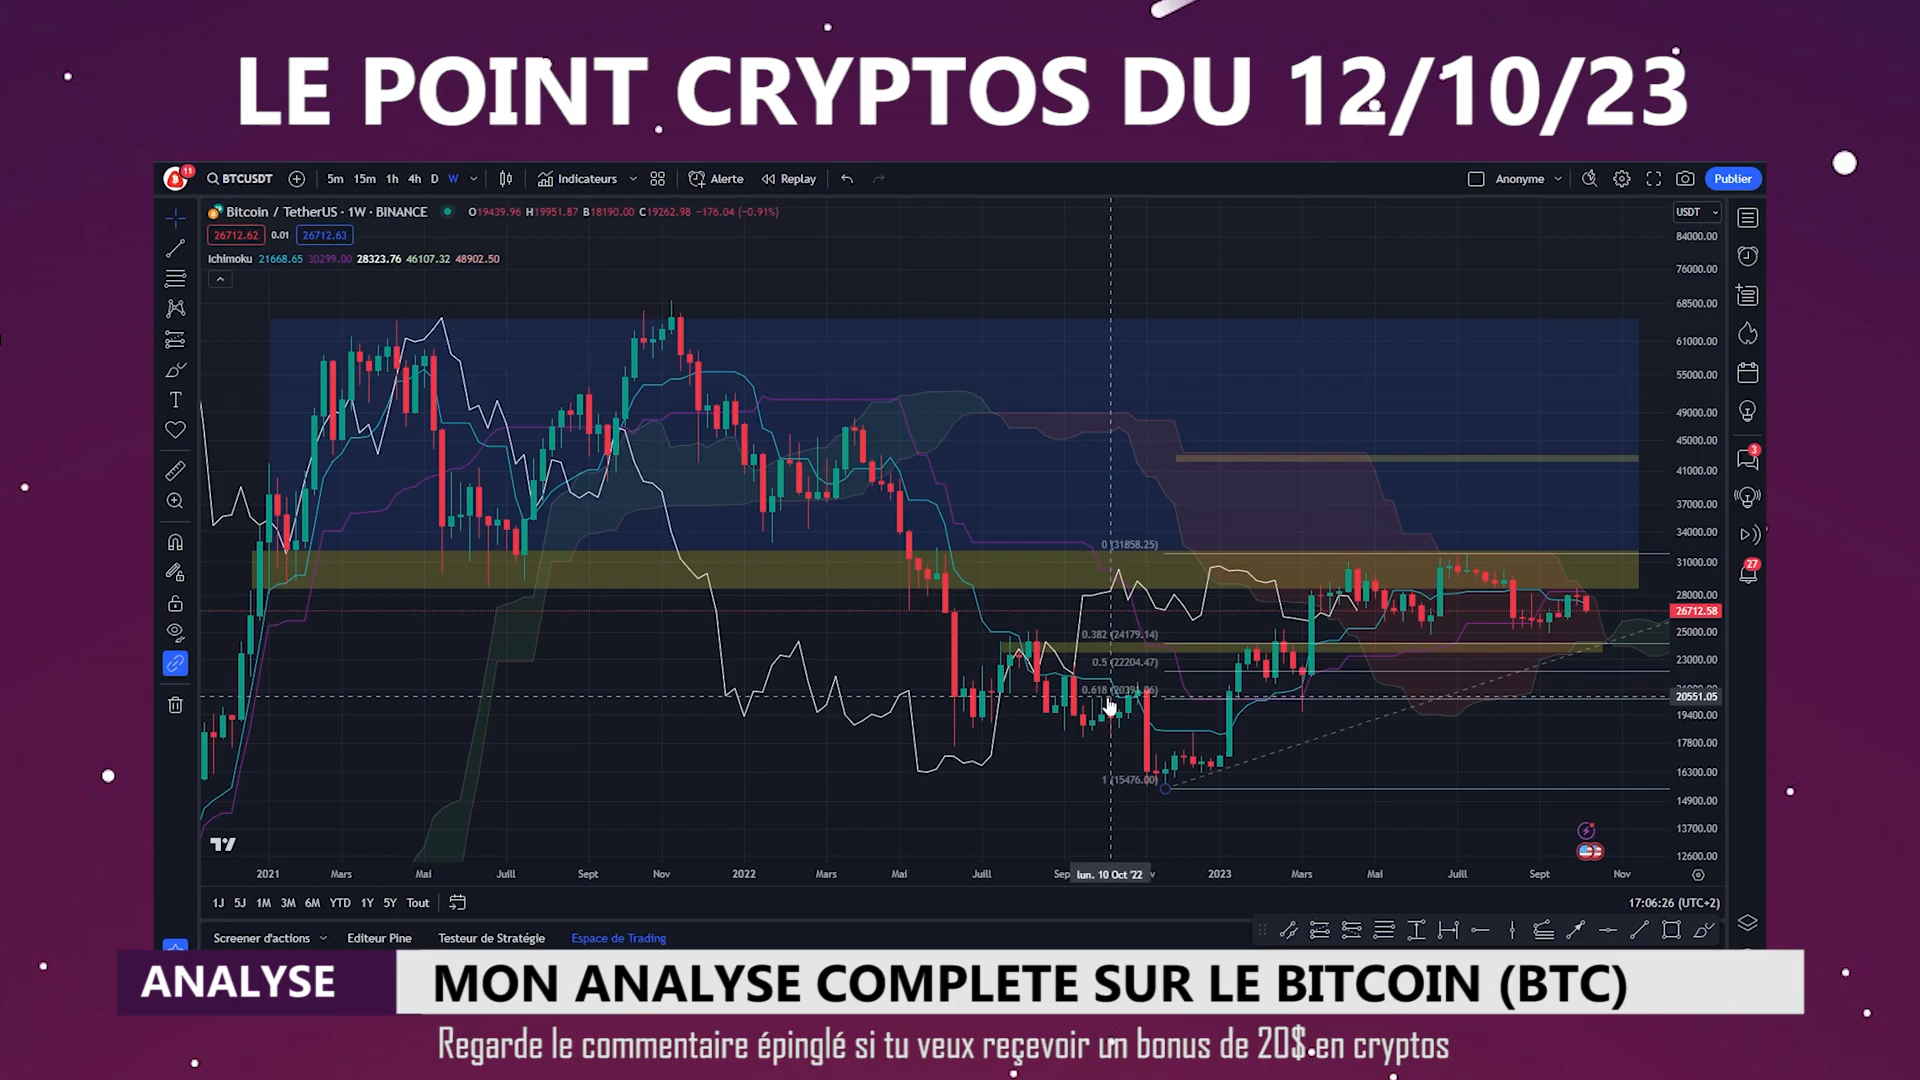 LE POINT CRYPTOS DU 12/10/23
11 BTCUSDT 5m 15m 1h 4h D W Indicateurs Alerte Replay Anonyme Publier
Bitcoin / TetherUS · 1W · BINANCE O19439.96 H19951.87 B18190.00 C19262.98 −176.04 (−0.91%) USDT
26712.62 0.01 26712.63
84000.00
Ichimoku 21668.65 30299.00 28323.76 46107.32 48902.50
76000.00
68500.00
61000.00
55000.00
49000.00
45000.00
3
41000.00
37000.00
34000.00
0 (31858.25)
31000.00
27
28000.00
26712.58
0.382 (24179.14)
25000.00
0.5 (22204.47)
23000.00
20551.05
19400.00
17800.00
1 (15476.00)
16300.00
14900.00
13700.00
12600.00
2021 Mars Mai Juill Sept Nov 2022 Mars Mai Juill Sep lun. 10 Oct '22 v 2023 Mars Mai Juill Sept Nov
1J 5J 1M 3M 6M YTD 1Y 5Y Tout 17:06:26 (UTC+2)
Screener d'actions Editeur Pine Testeur de Stratégie Espace de Trading
ANALYSE MON ANALYSE COMPLETE SUR LE BITCOIN (BTC)
Regarde le commentaire épinglé si tu veux reçevoir un bonus de 20$ en cryptos